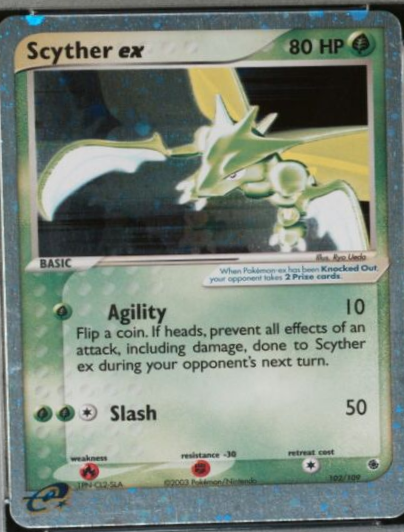 Scyther ex 80 HP
Illus. Ryo Ueda
BASIC
When Pokémon-ex has been Knocked Out,
your opponent takes 2 Prize cards.
Agility 10
Flip a coin. If heads, prevent all effects of an
attack, including damage, done to Scyther
ex during your opponent's next turn.
Slash 50
weakness resistance -30 retreat cost
©2003 Pokémon/Nintendo 102/109